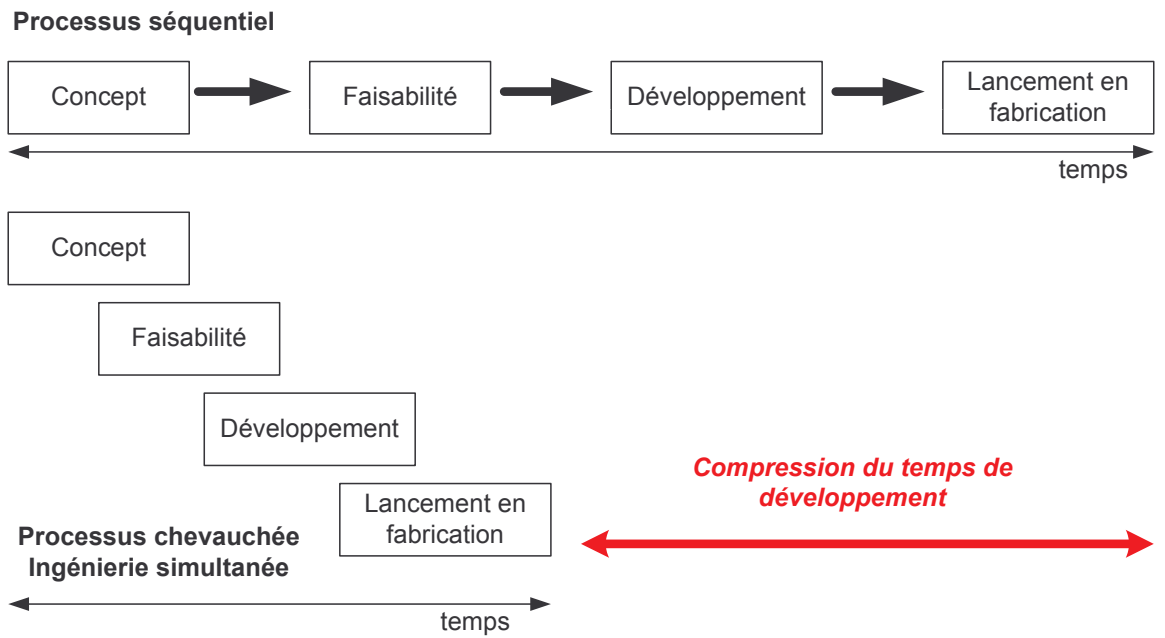 Processus séquentiel
Concept
Faisabilité
Développement
Lancement en
fabrication
temps
Concept
Faisabilité
Développement
Lancement en
fabrication
Processus chevauchée
Ingénierie simultanée
temps
Compression du temps de
développement